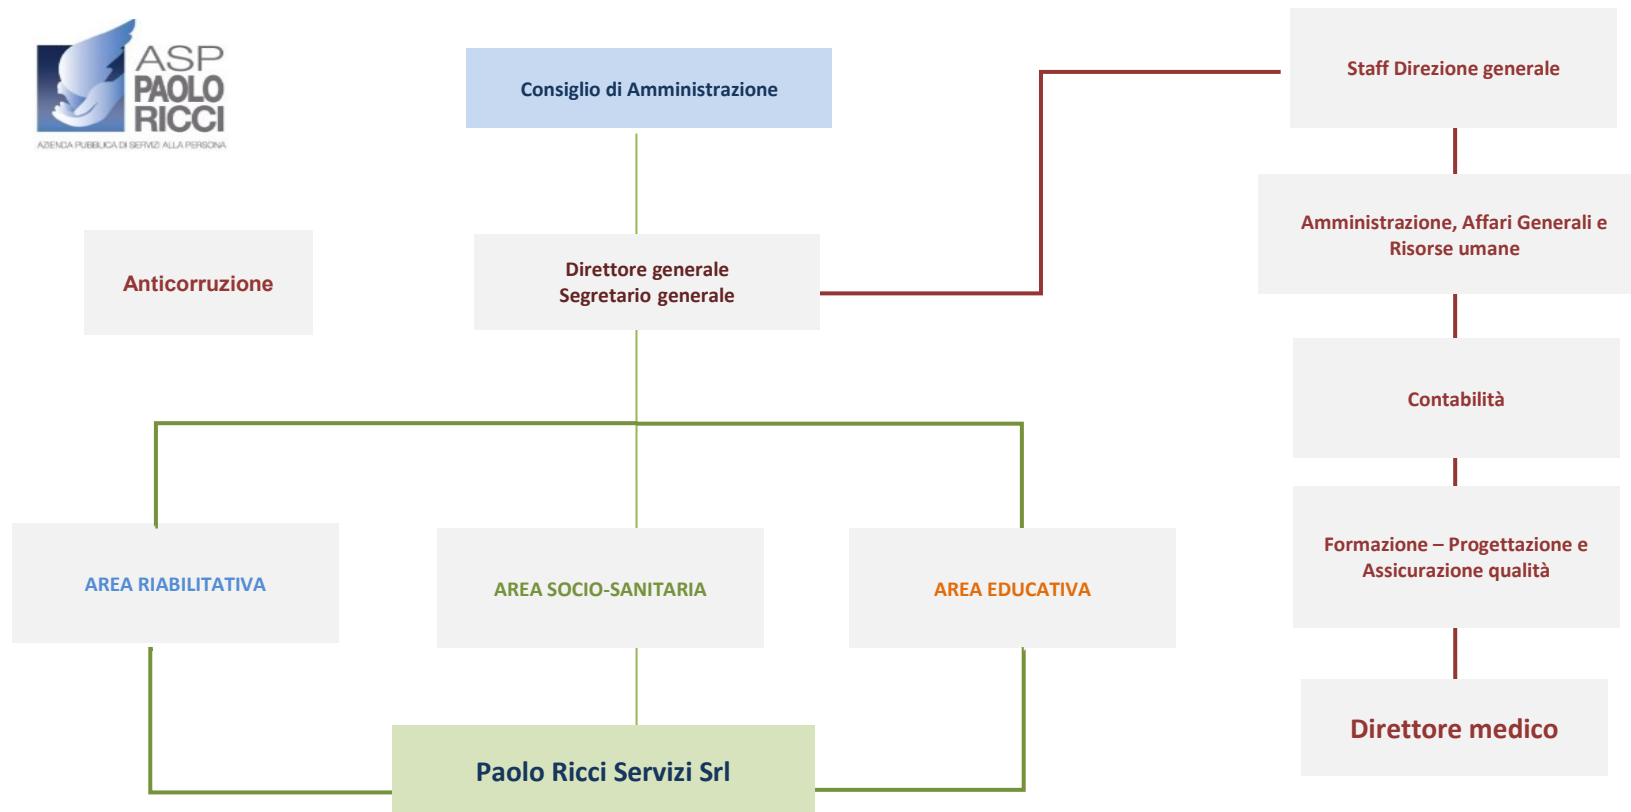 ASP
PAOLO
RICCI
AZIENDA PUBBLICA DI SERVIZI ALLA PERSONA
Consiglio di Amministrazione
Staff Direzione generale
Amministrazione, Affari Generali e
Risorse umane
Anticorruzione
Direttore generale
Segretario generale
Contabilità
Formazione – Progettazione e
Assicurazione qualità
AREA RIABILITATIVA
AREA SOCIO-SANITARIA
AREA EDUCATIVA
Direttore medico
Paolo Ricci Servizi Srl